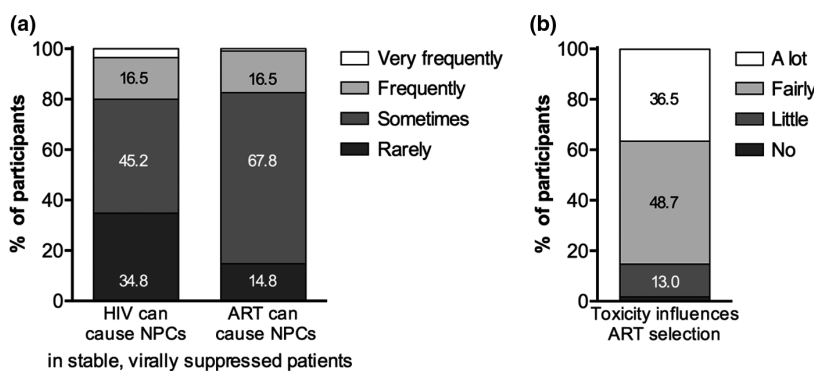 (a)
% of participants
100
80
60
40
20
0
16.5
45.2
34.8
16.5
67.8
14.8
HIV can
cause NPCs
ART can
cause NPCs
in stable, virally suppressed patients
Very frequently
Frequently
Sometimes
Rarely
(b)
% of participants
100
80
60
40
20
0
36.5
48.7
13.0
Toxicity influences
ART selection
A lot
Fairly
Little
No